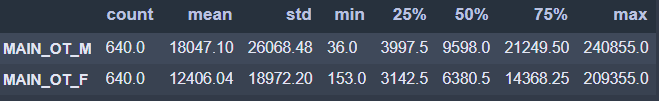 count mean std min 25% 50% 75% max
MAIN_OT_M 640.0 18047.10 26068.48 36.0 3997.5 9598.0 21249.50 240855.0
MAIN_OT_F 640.0 12406.04 18972.20 153.0 3142.5 6380.5 14368.25 209355.0